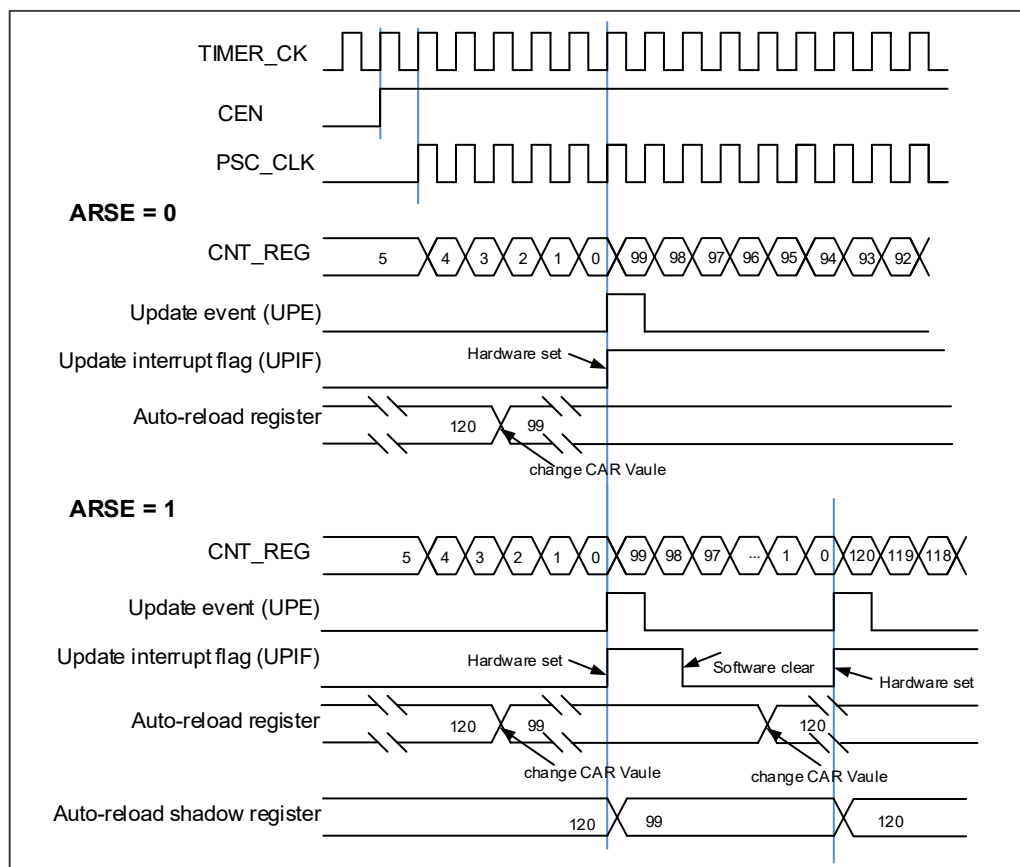 TIMER_CK
CEN
PSC_CLK
ARSE = 0
CNT_REG 5 4 3 2 1 0 99 98 97 96 95 94 93 92
Update event (UPE)
Update interrupt flag (UPIF) Hardware set
Auto-reload register 120 99
change CAR Vaule
ARSE = 1
CNT_REG 5 4 3 2 1 0 99 98 97 ... 1 0 120 119 118
Update event (UPE)
Update interrupt flag (UPIF) Hardware set Software clear Hardware set
Auto-reload register 120 99 120
change CAR Vaule change CAR Vaule
Auto-reload shadow register 120 99 120